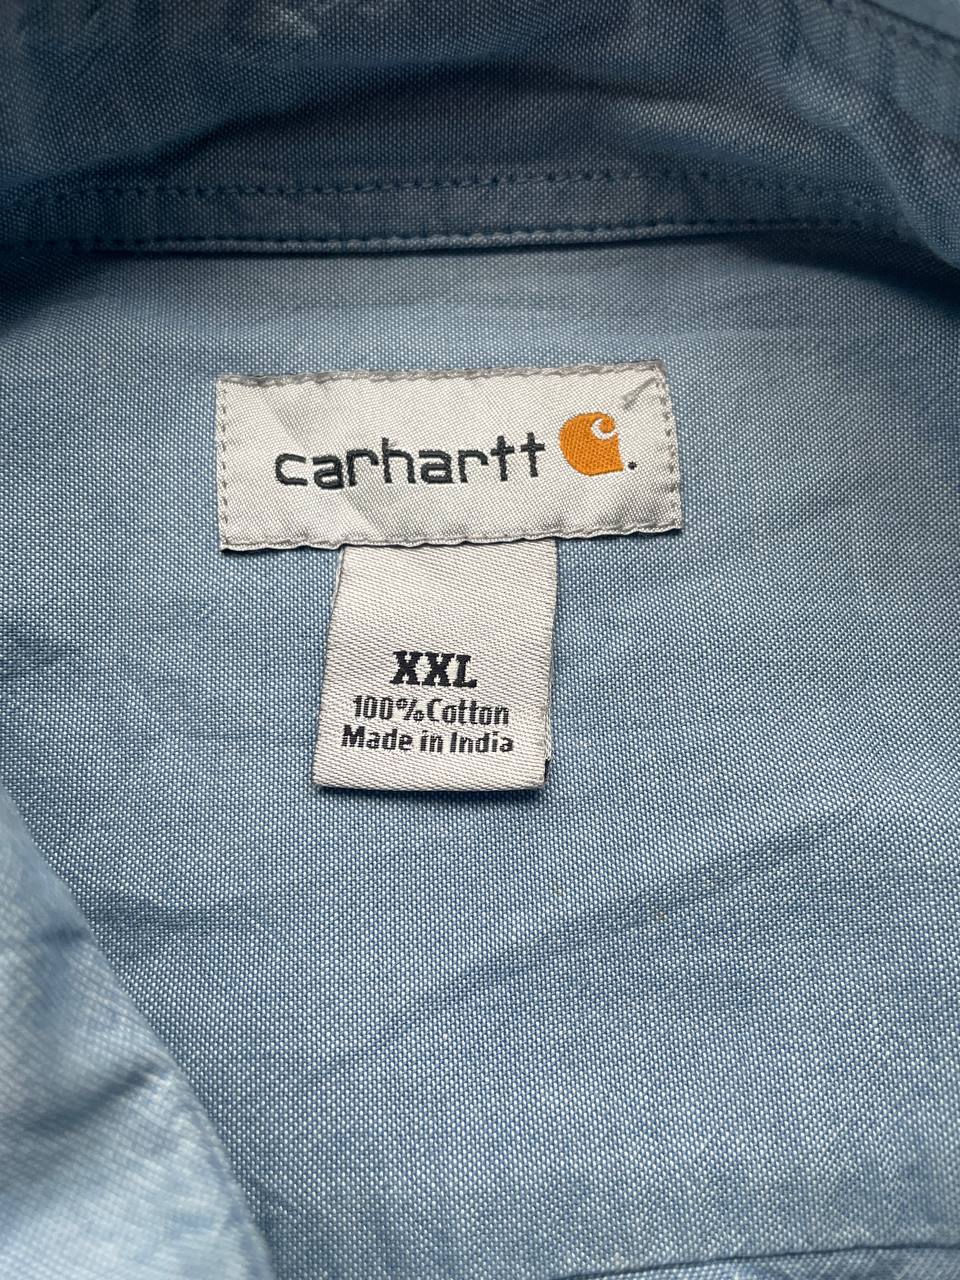 carhartt
XXL
100% Cotton
Made in India